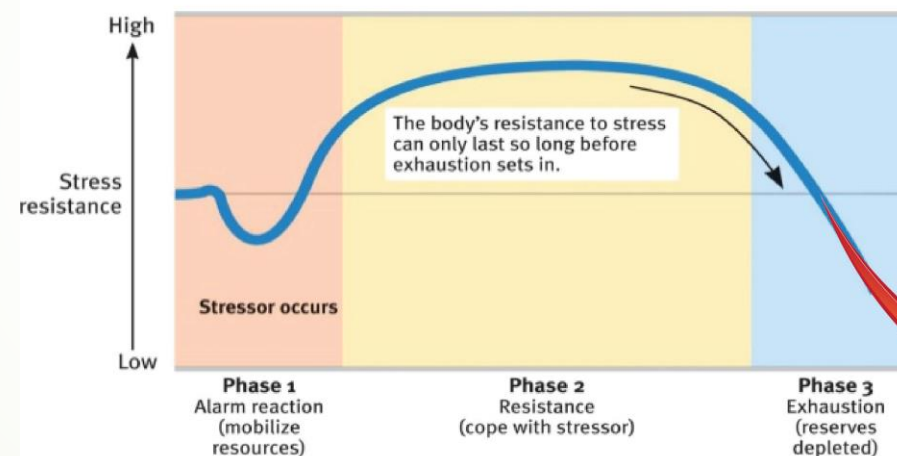 High
Stress
resistance
Low
The body's resistance to stress
can only last so long before
exhaustion sets in.
Stressor occurs
Phase 1
Alarm reaction
(mobilize
resources)
Phase 2
Resistance
(cope with stressor)
Phase 3
Exhaustion
(reserves
depleted)